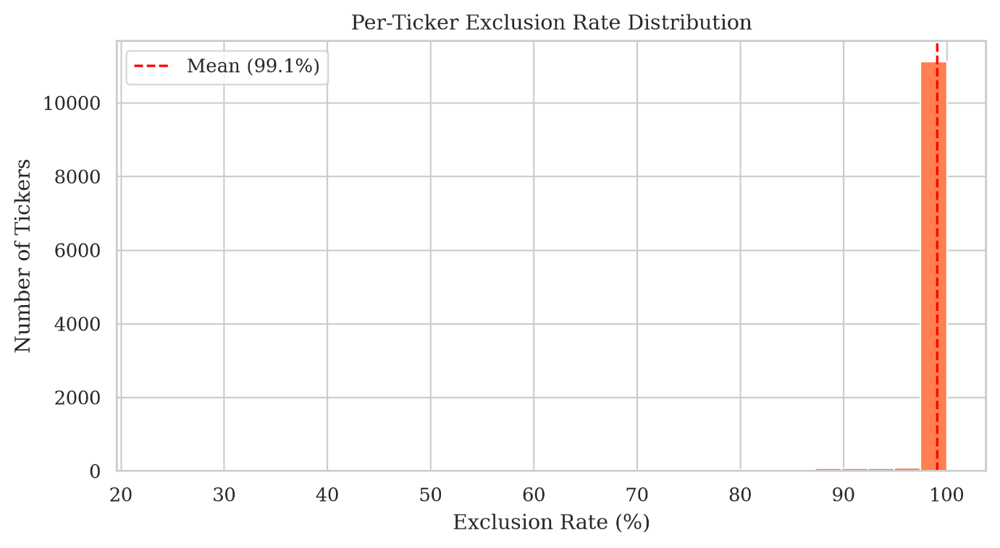 Per-Ticker Exclusion Rate Distribution
Mean (99.1%)
Number of Tickers
10000
8000
6000
4000
2000
0
20 30 40 50 60 70 80 90 100
Exclusion Rate (%)